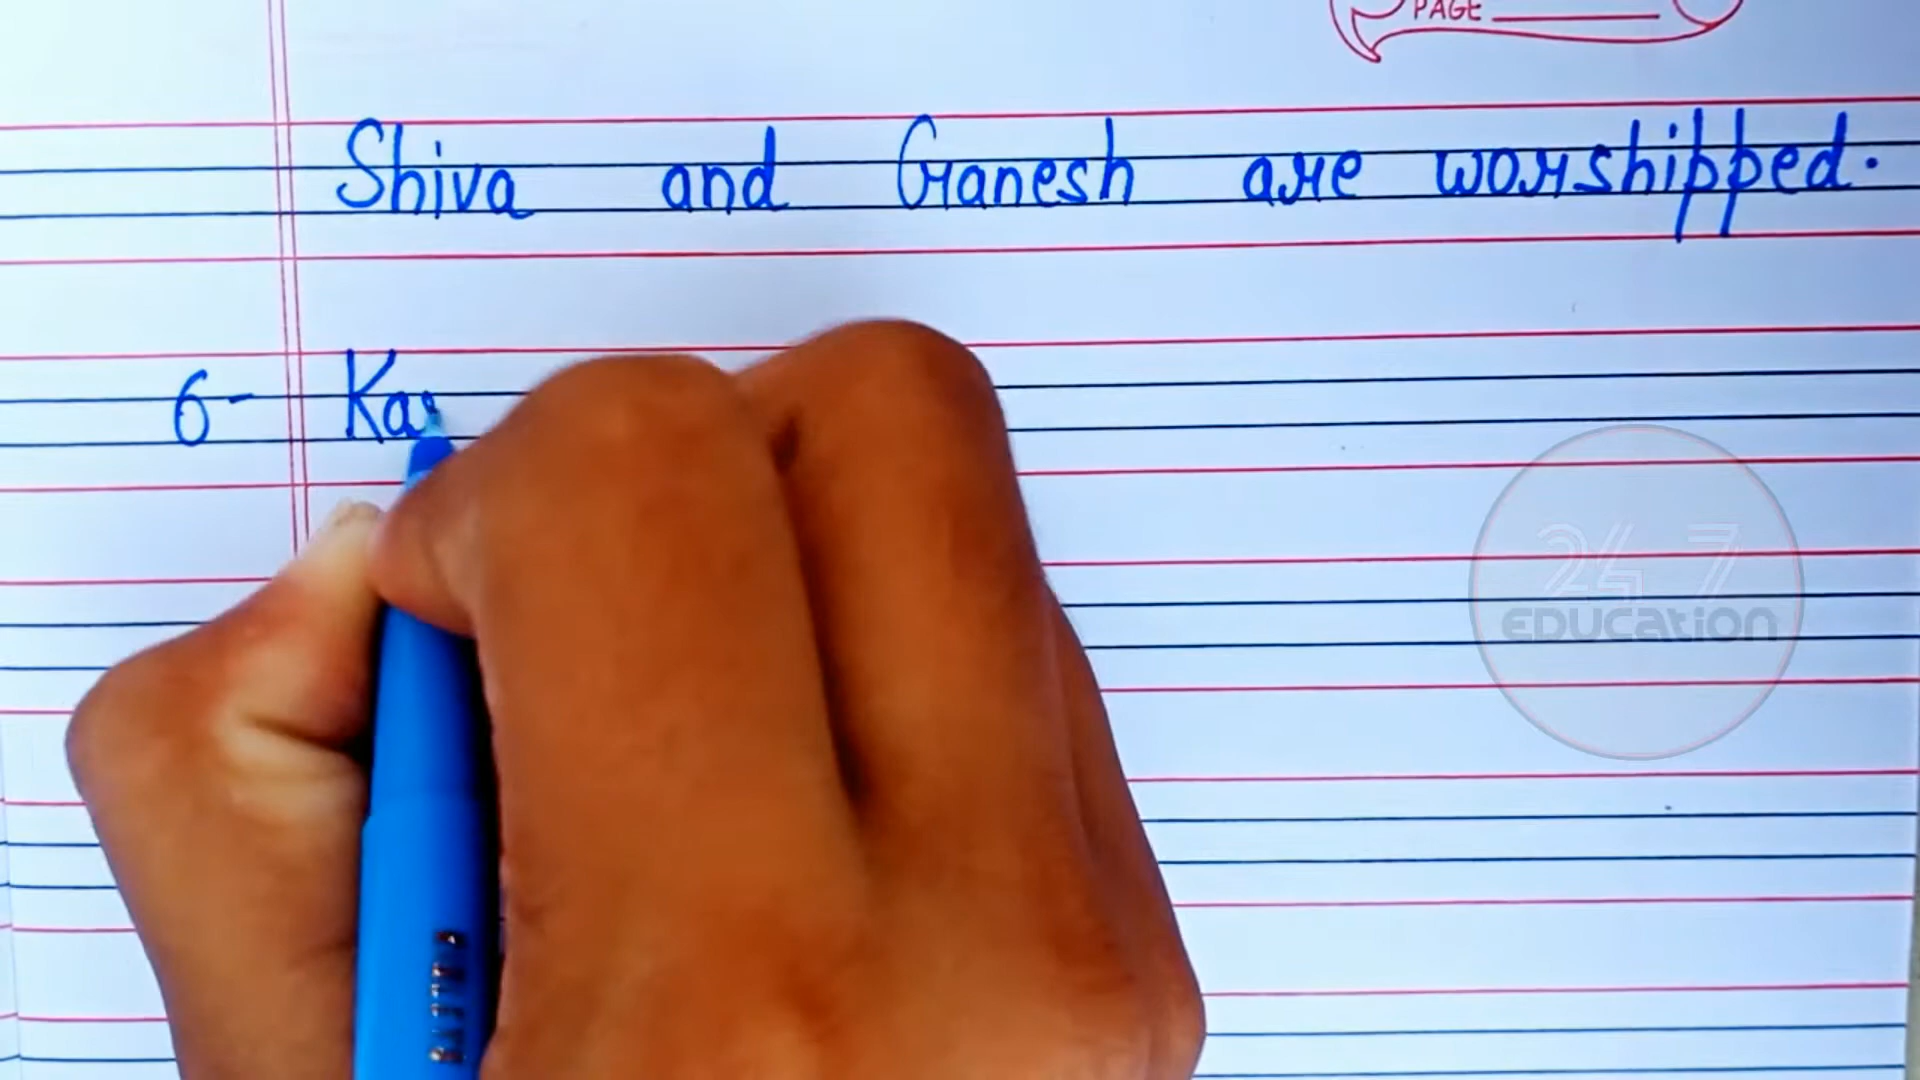 PAGE
Shiva and Ganesh are worshipped.
6- Ka
24 7
EDUCATION